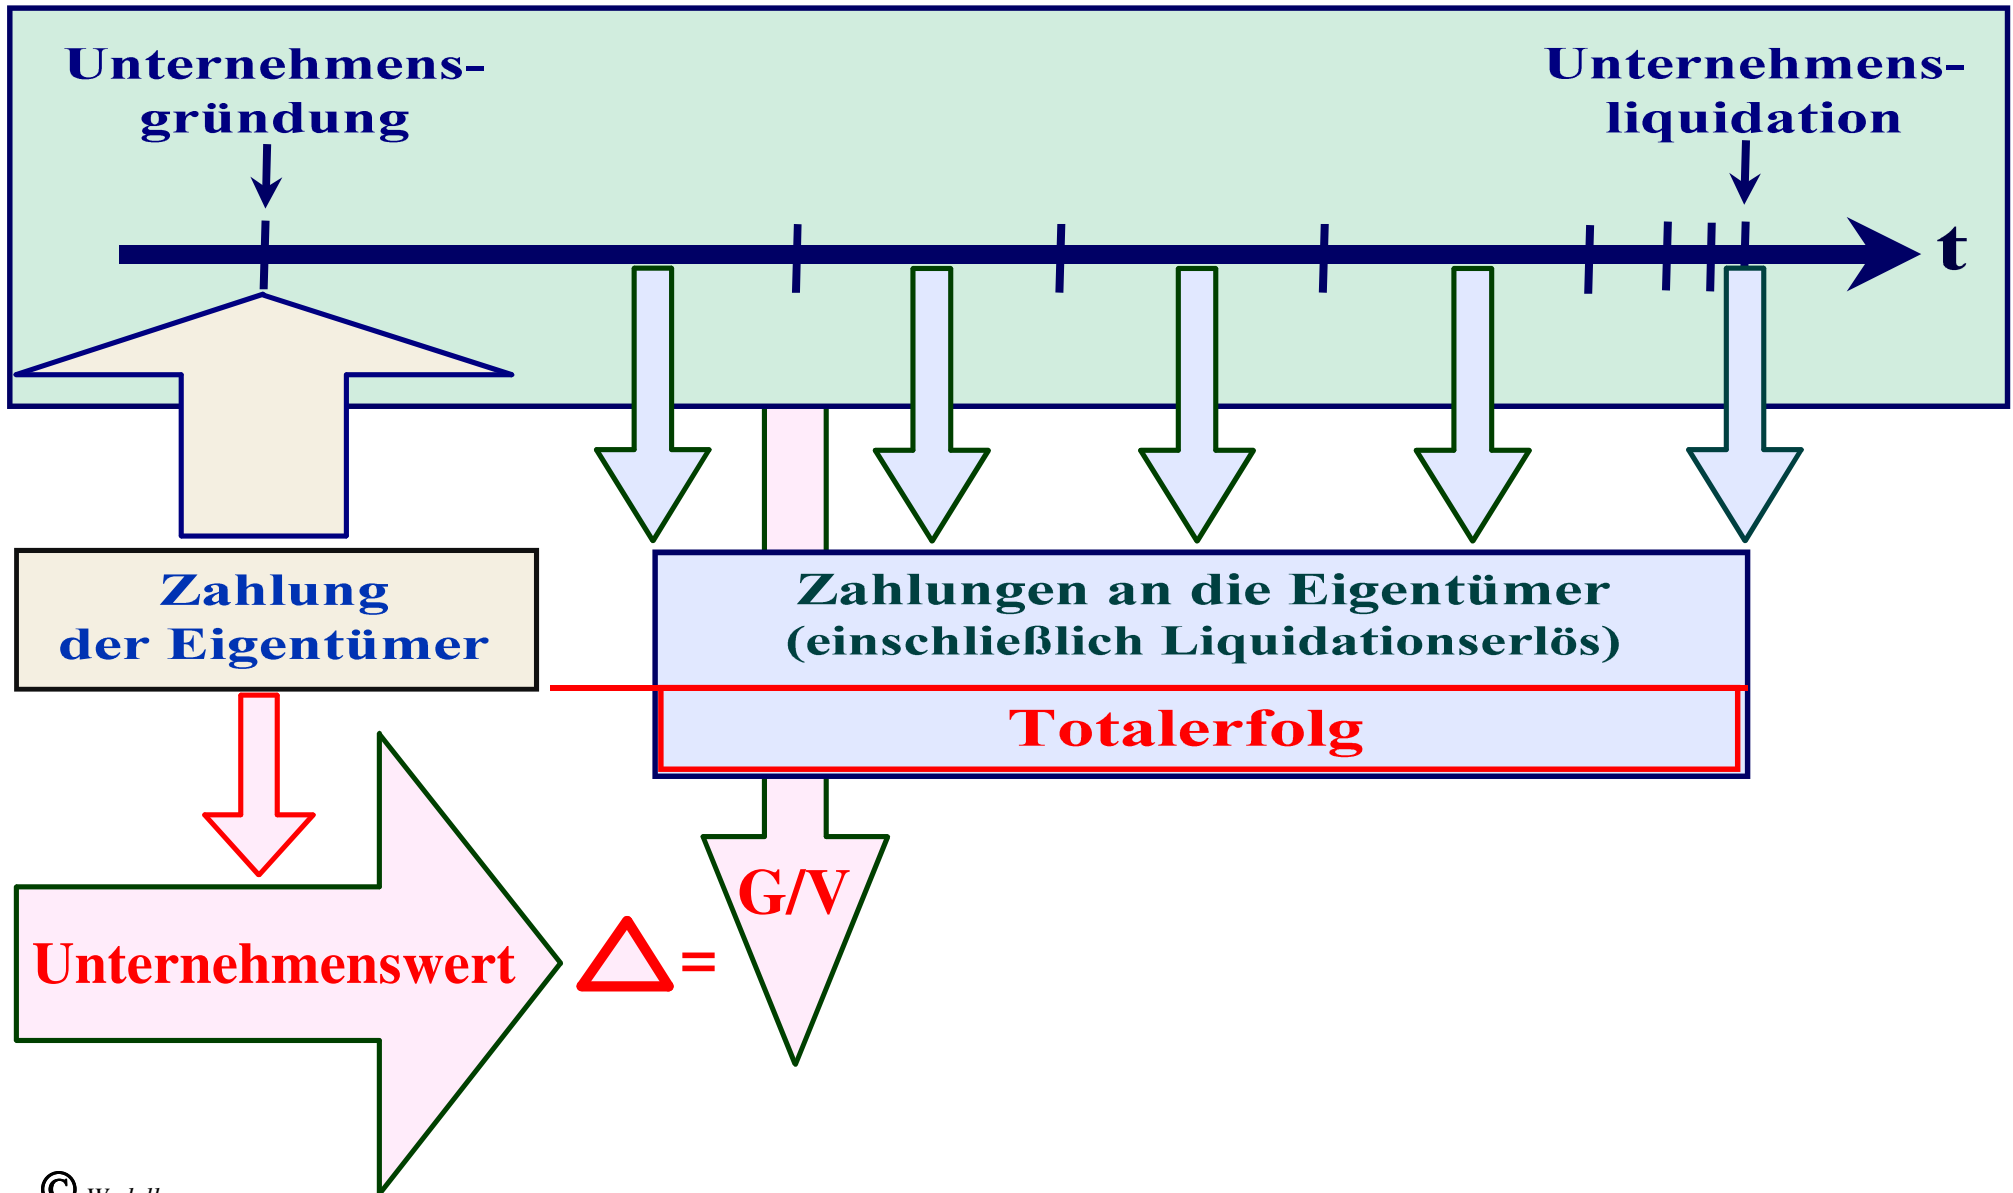 Unternehmens-
gründung
Unternehmens-
liquidation
t
Zahlung
der Eigentümer
Zahlungen an die Eigentümer
(einschließlich Liquidationserlös)
Totalerfolg
G/V
Unternehmenswert
△ =
©